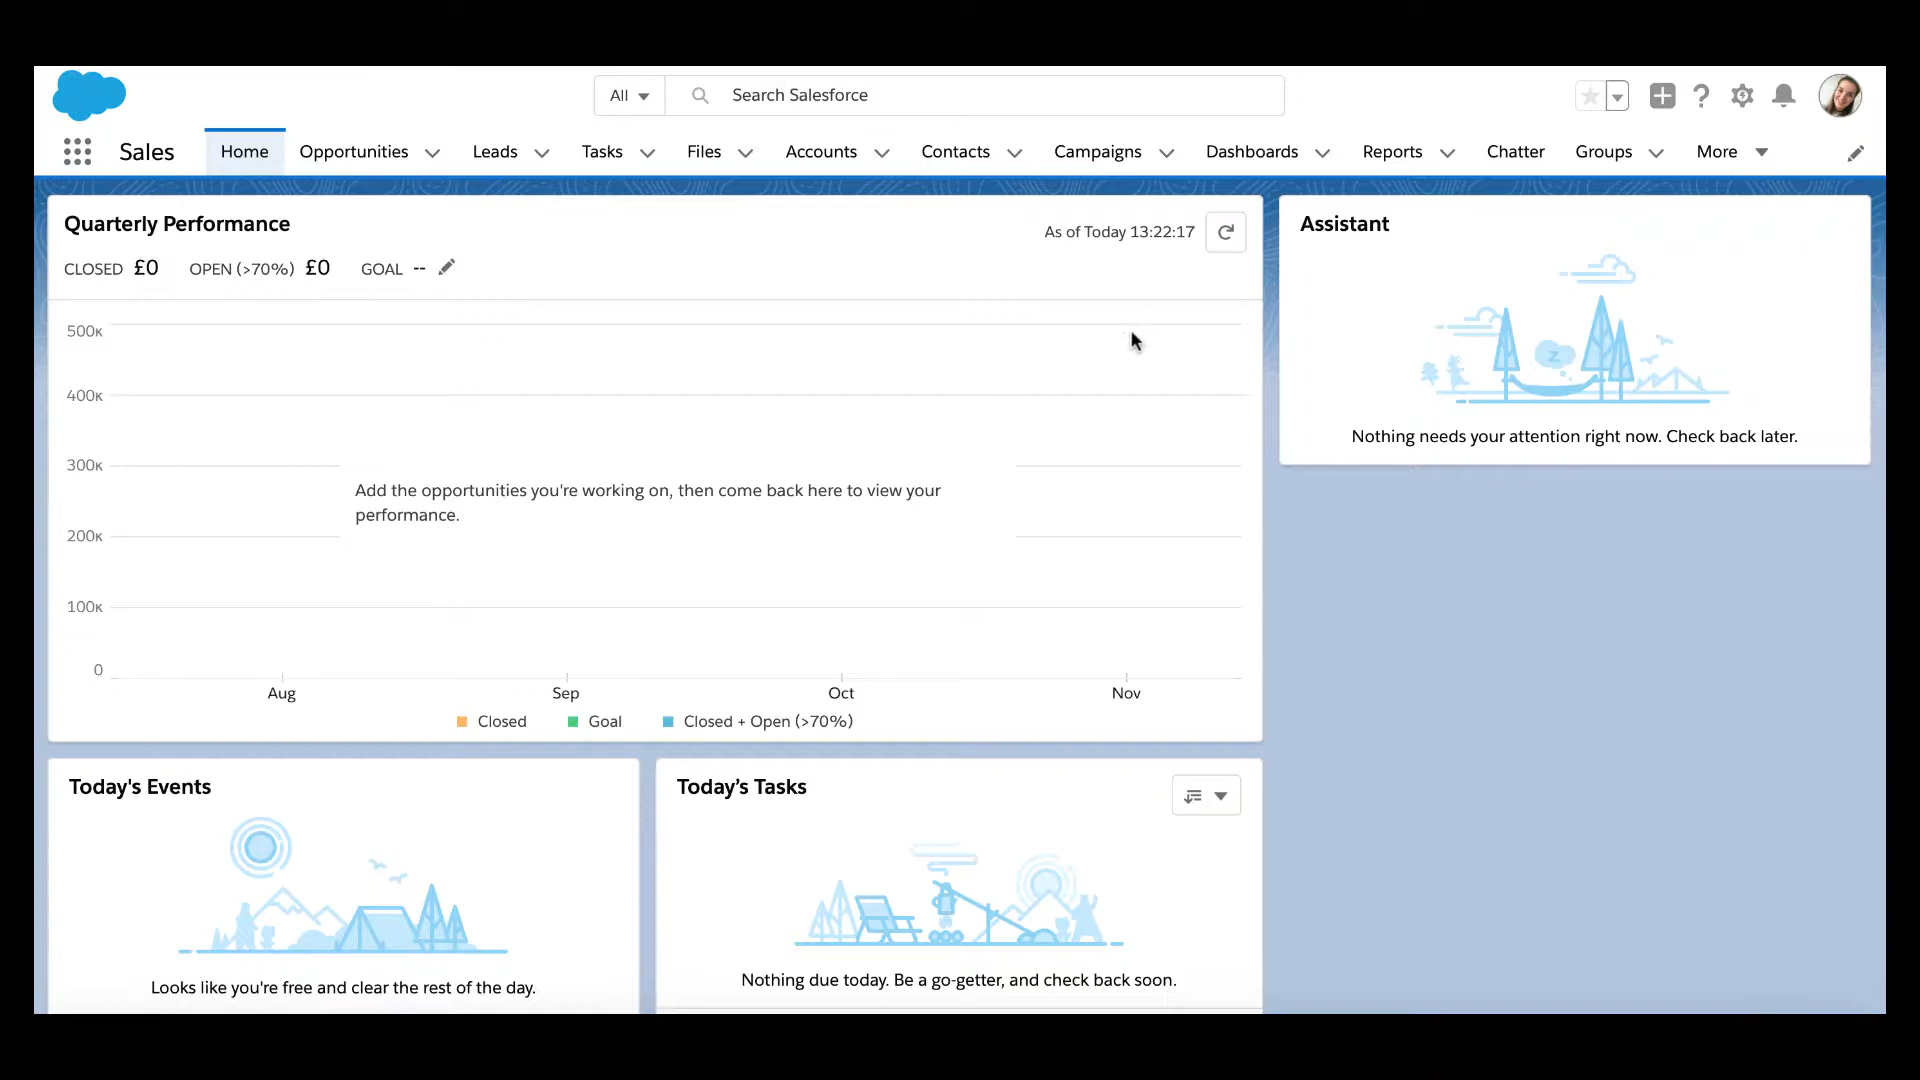 All
Search Salesforce
Sales
Home
Opportunities
Leads
Tasks
Files
Accounts
Contacts
Campaigns
Dashboards
Reports
Chatter
Groups
More
Quarterly Performance
As of Today 13:22:17
CLOSED £0 OPEN (>70%) £0 GOAL --
500K
400K
300K
Add the opportunities you're working on, then come back here to view your
performance.
200K
100K
0
Aug Sep Oct Nov
Closed Goal Closed + Open (>70%)
Assistant
z
Nothing needs your attention right now. Check back later.
Today's Events
Looks like you're free and clear the rest of the day.
Today’s Tasks
Nothing due today. Be a go-getter, and check back soon.